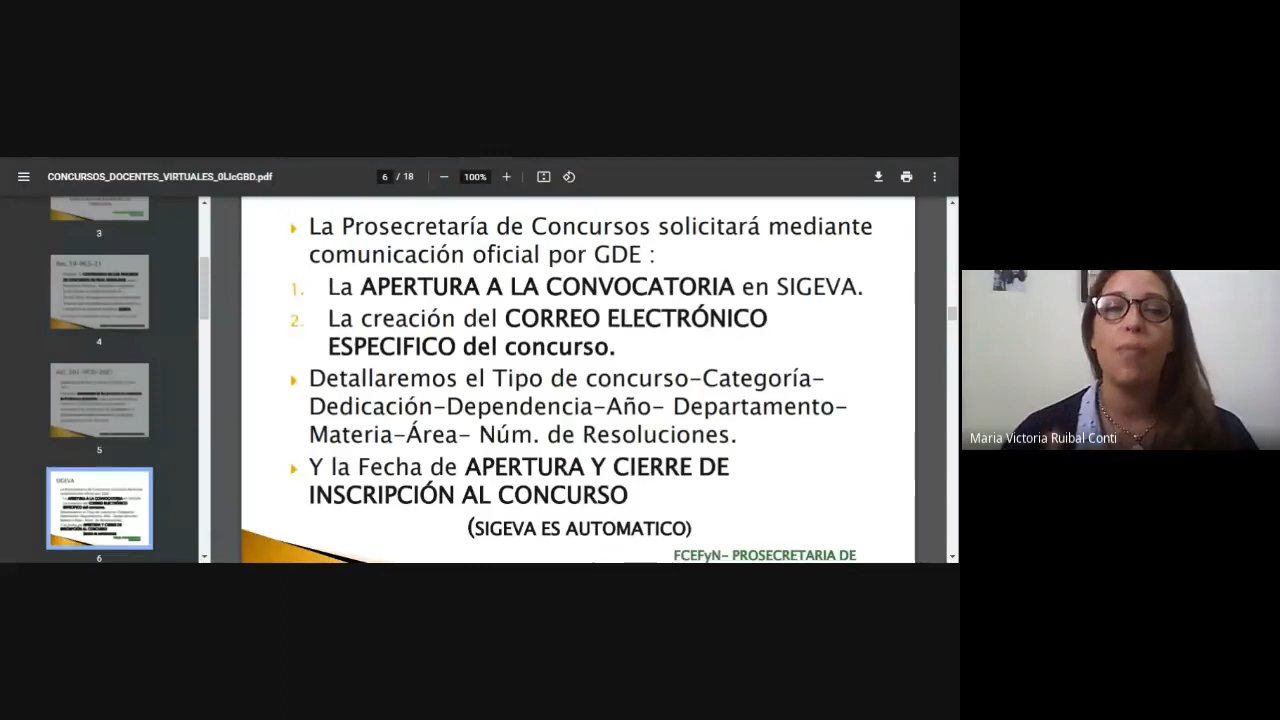 CONCURSOS_DOCENTES_VIRTUALES_0lJcGBD.pdf
6 / 18
100%
3
4
5
SIGEVA
6
La Prosecretaría de Concursos solicitará mediante
comunicación oficial por GDE :
1. La APERTURA A LA CONVOCATORIA en SIGEVA.
2. La creación del CORREO ELECTRÓNICO
ESPECIFICO del concurso.
Detallaremos el Tipo de concurso-Categoría-
Dedicación-Dependencia-Año- Departamento-
Materia-Área- Núm. de Resoluciones.
Y la Fecha de APERTURA Y CIERRE DE
INSCRIPCIÓN AL CONCURSO
(SIGEVA ES AUTOMATICO)
FCEFyN- PROSECRETARIA DE
Maria Victoria Ruibal Conti